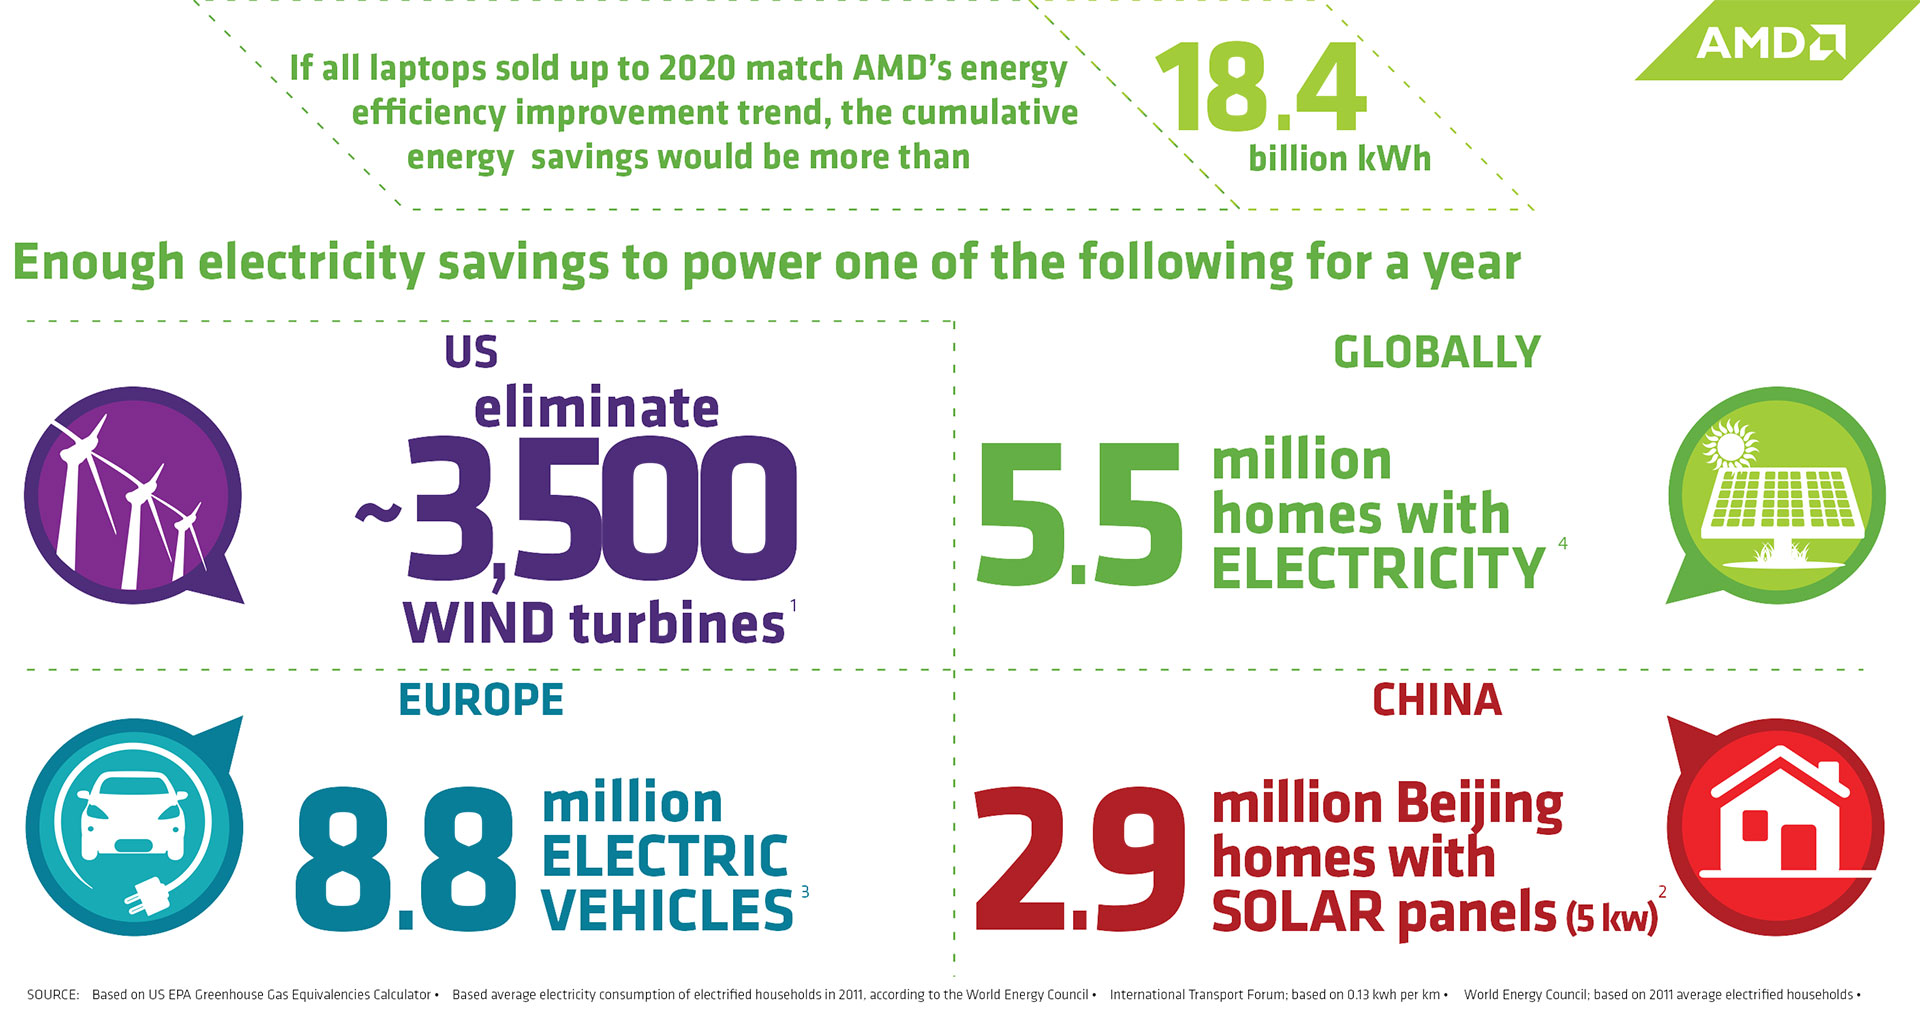 If all laptops sold up to 2020 match AMD's energy
efficiency improvement trend, the cumulative
energy savings would be more than
18.4
billion kWh
AMD
Enough electricity savings to power one of the following for a year
US
eliminate
~3,500
WIND turbines 1
GLOBALLY
5.5
million
homes with
ELECTRICITY 4
EUROPE
8.8
million
ELECTRIC
VEHICLES 3
CHINA
2.9
million Beijing
homes with
SOLAR panels (5 kw) 2
SOURCE: Based on US EPA Greenhouse Gas Equivalencies Calculator • Based average electricity consumption of electrified households in 2011, according to the World Energy Council • International Transport Forum; based on 0.13 kwh per km • World Energy Council; based on 2011 average electrified households •